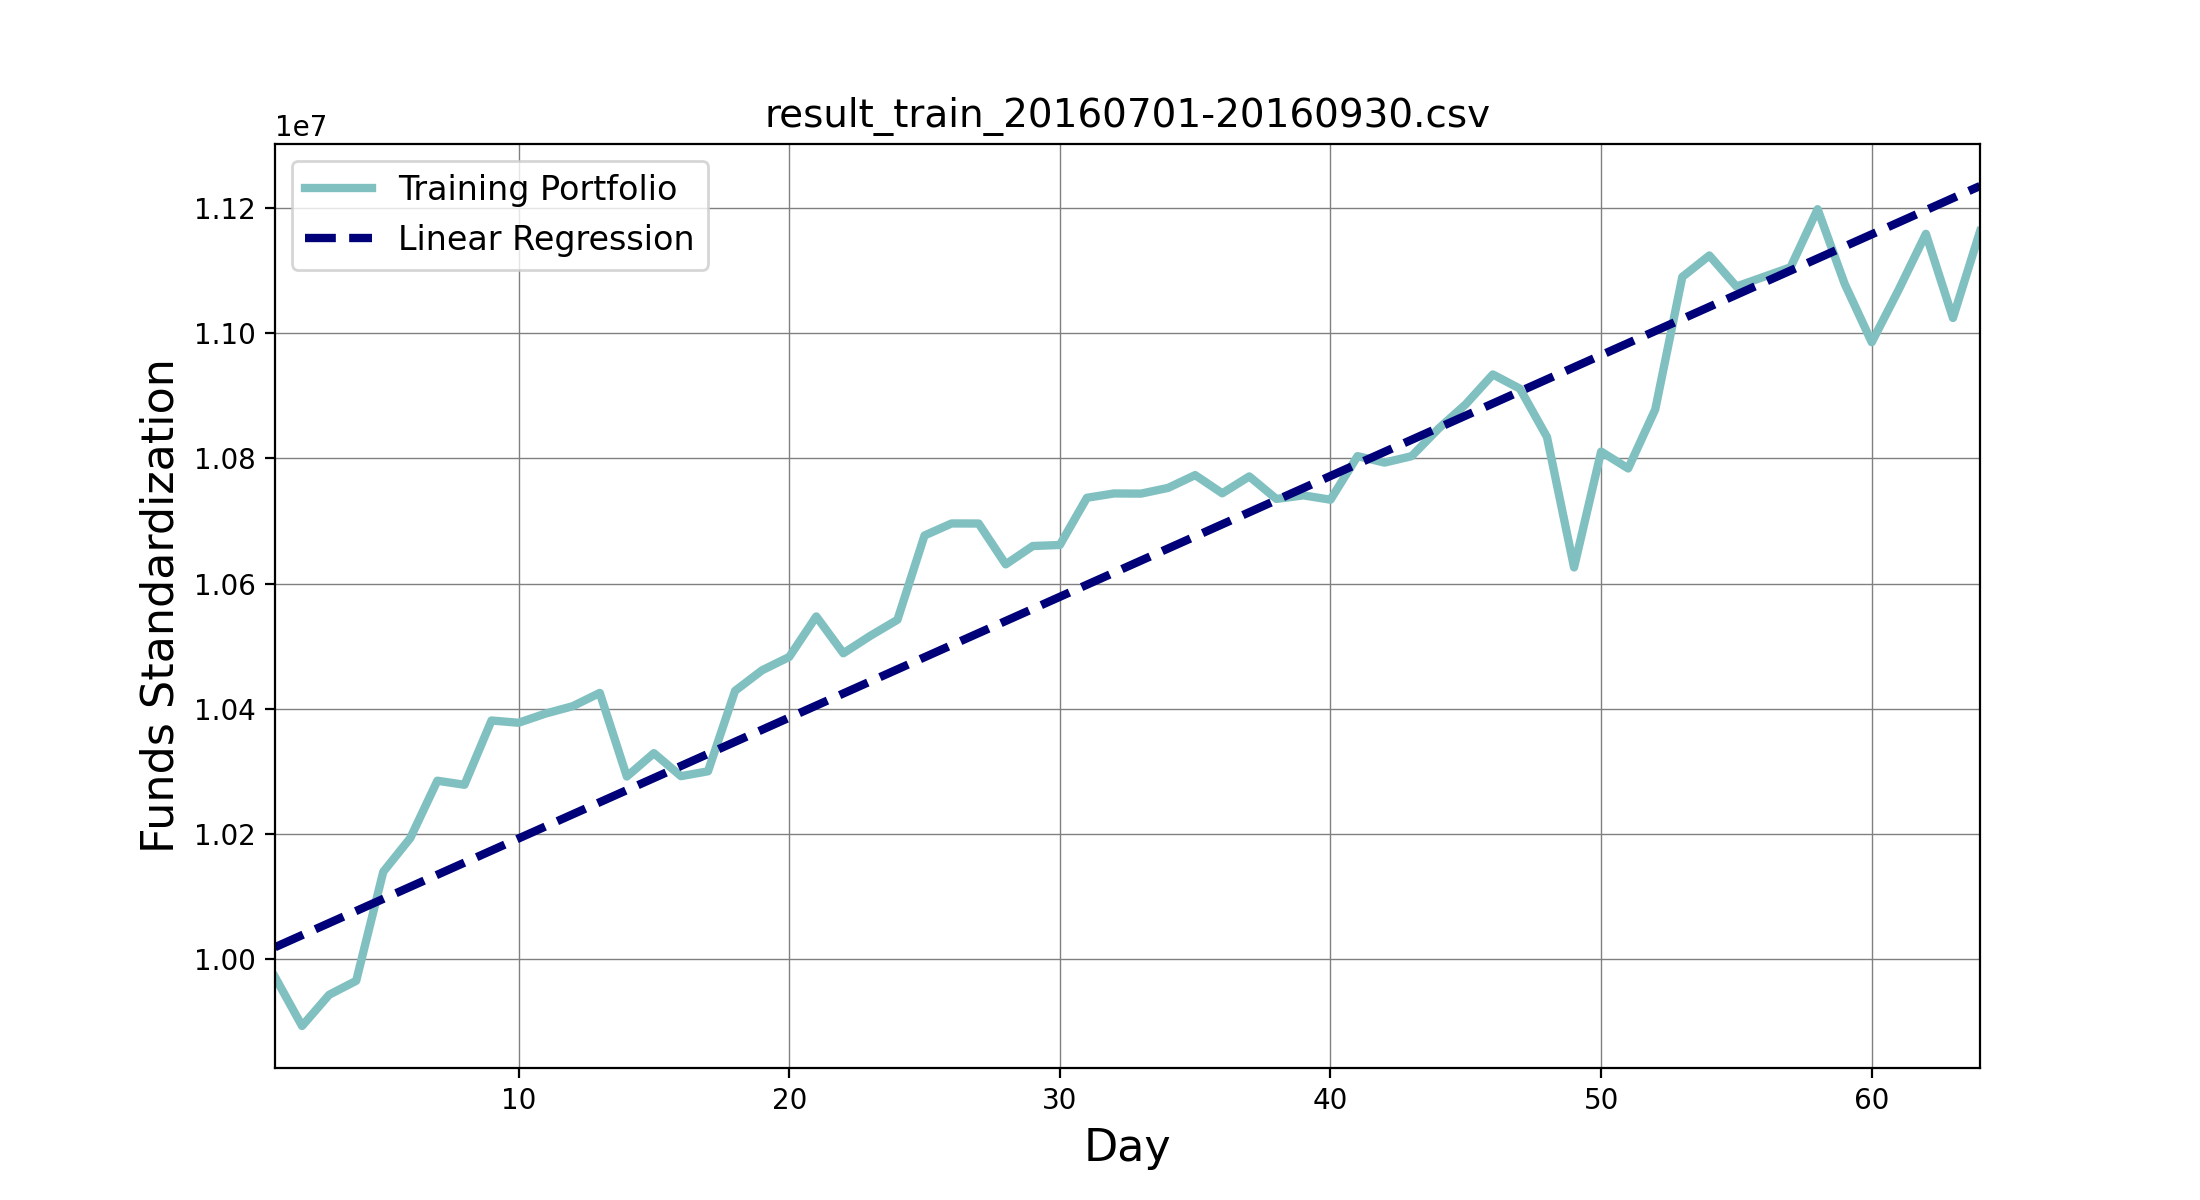 result_train_20160701-20160930.csv
1e7
Training Portfolio
Linear Regression
1.12
1.10
1.08
1.06
1.04
1.02
1.00
Funds Standardization
10 20 30 40 50 60
Day